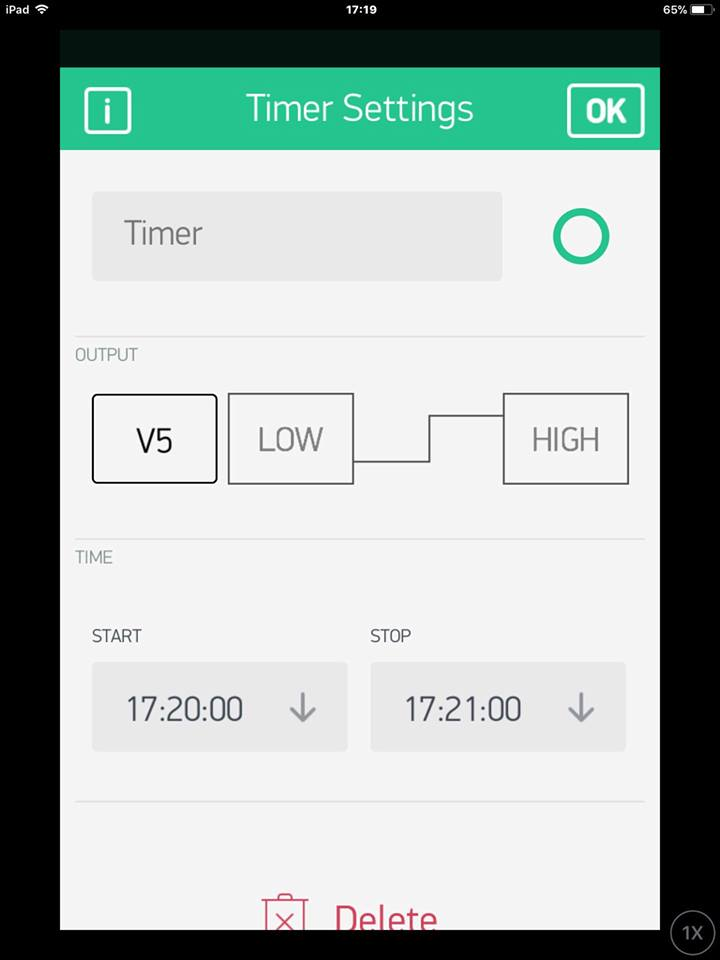 iPad 17:19 65%
i Timer Settings OK
Timer
OUTPUT
V5 LOW HIGH
TIME
START STOP
17:20:00 17:21:00
Delete
1X